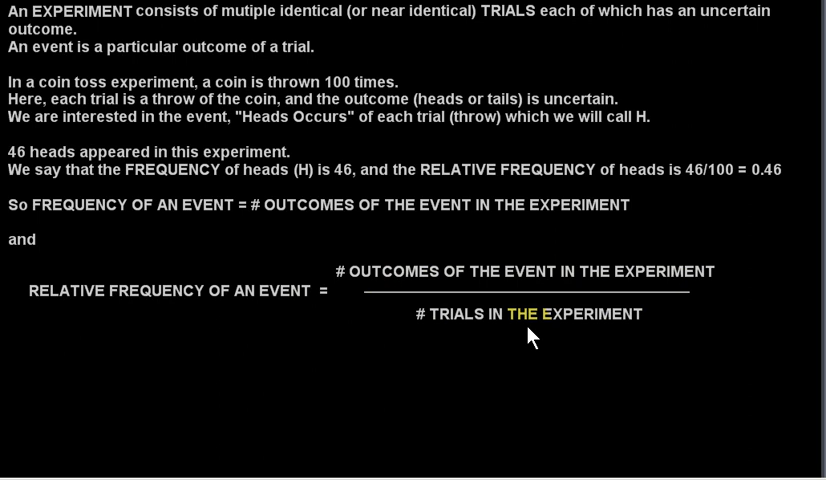 An EXPERIMENT consists of mutiple identical (or near identical) TRIALS each of which has an uncertain
outcome.
An event is a particular outcome of a trial.
In a coin toss experiment, a coin is thrown 100 times.
Here, each trial is a throw of the coin, and the outcome (heads or tails) is uncertain.
We are interested in the event, "Heads Occurs" of each trial (throw) which we will call H.
46 heads appeared in this experiment.
We say that the FREQUENCY of heads (H) is 46, and the RELATIVE FREQUENCY of heads is 46/100 = 0.46
So FREQUENCY OF AN EVENT = # OUTCOMES OF THE EVENT IN THE EXPERIMENT
and
# OUTCOMES OF THE EVENT IN THE EXPERIMENT
RELATIVE FREQUENCY OF AN EVENT =
# TRIALS IN THE EXPERIMENT